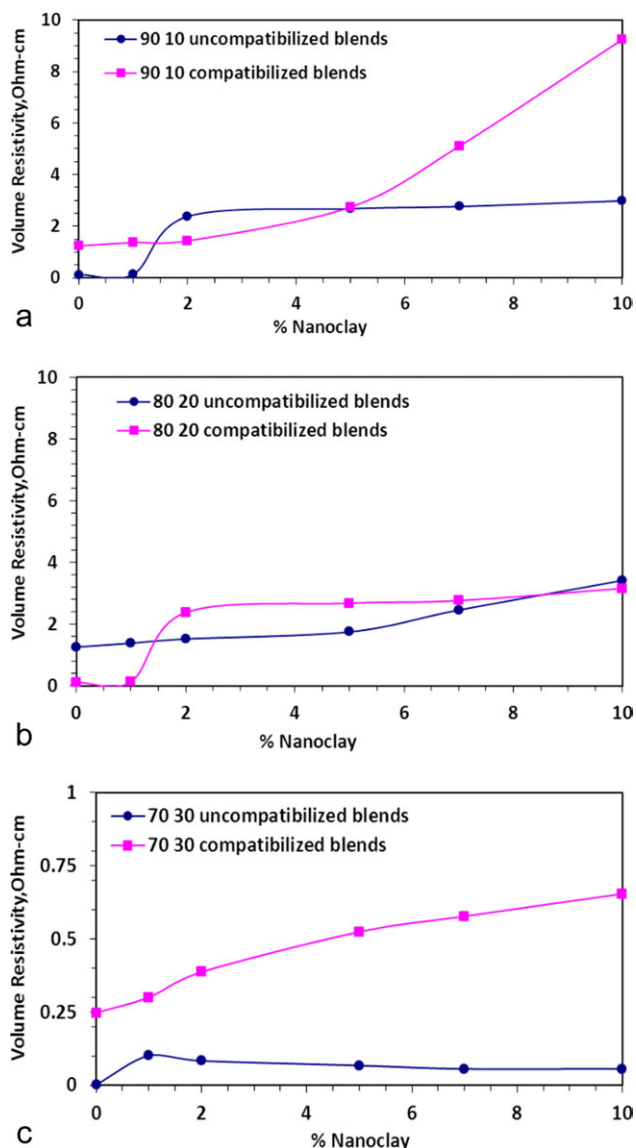 10
90 10 uncompatibilized blends
90 10 compatibilized blends
8
6
4
2
0
Volume Resistivity,Ohm-cm
0 2 4 6 8 10
% Nanoclay
a
10
80 20 uncompatibilized blends
80 20 compatibilized blends
8
6
4
2
0
Volume Resistivity,Ohm-cm
0 2 4 6 8 10
% Nanoclay
b
1
70 30 uncompatibilized blends
70 30 compatibilized blends
0.75
0.5
0.25
0
Volume Resistivity,Ohm-cm
0 2 4 6 8 10
% Nanoclay
c